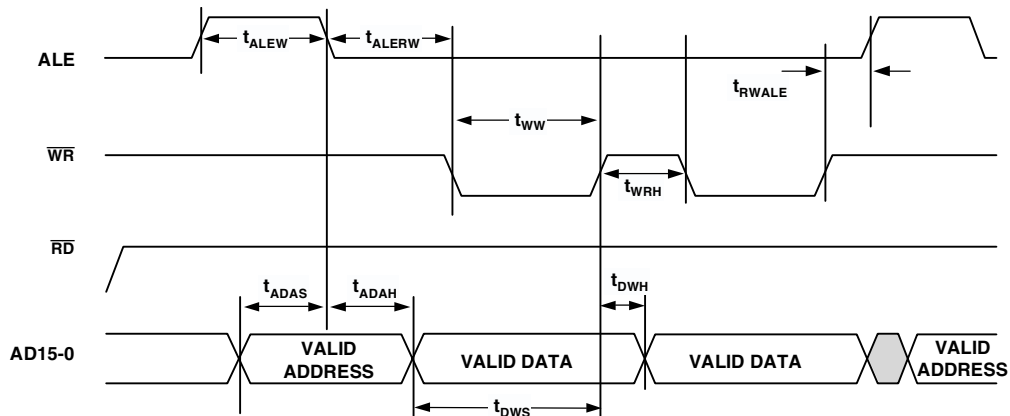 ALE
tALEW
tALERW
tRWALE
tWW
WR
tWRH
RD
tADAS
tADAH
tDWH
AD15-0
VALID
ADDRESS
VALID DATA
VALID DATA
VALID
ADDRESS
tDWS